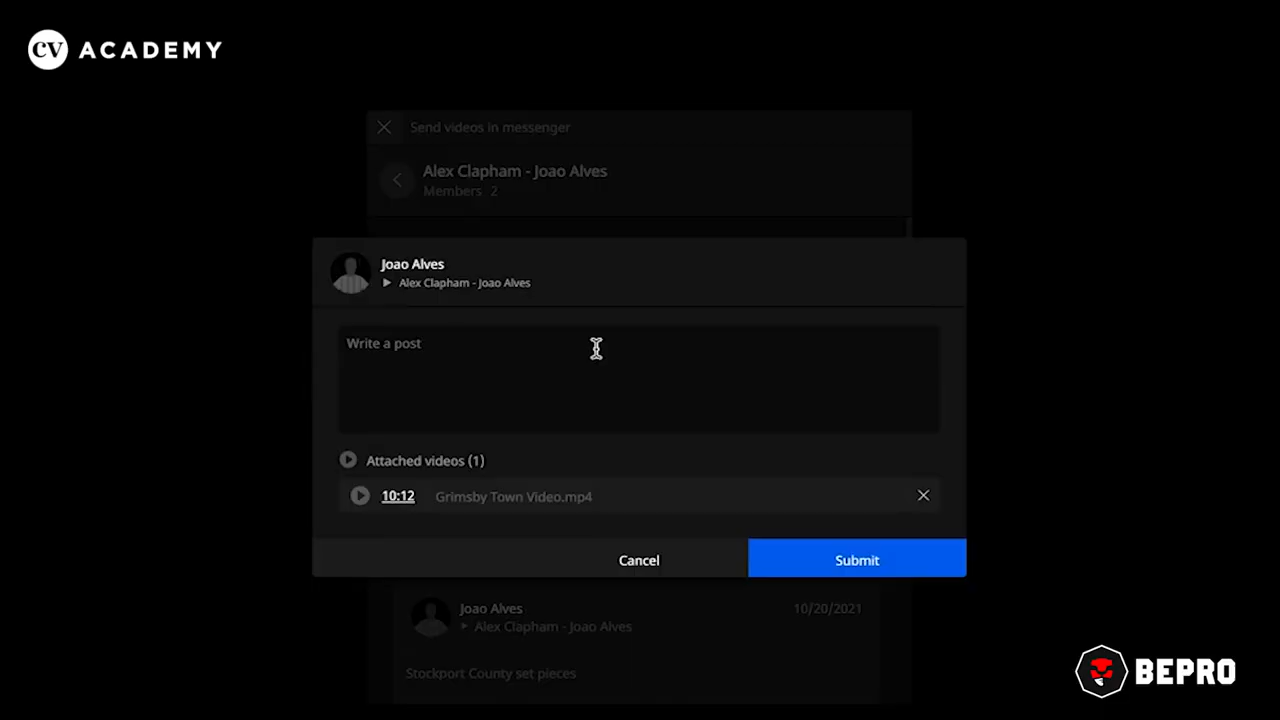 CV ACADEMY
Send videos in messenger
Alex Clapham - Joao Alves
Members 2
Joao Alves
Alex Clapham - Joao Alves
Write a post
Attached videos (1)
10:12 Grimsby Town Video.mp4
Cancel Submit
Joao Alves 10/20/2021
Alex Clapham - Joao Alves
Stockport County set pieces
BEPRO